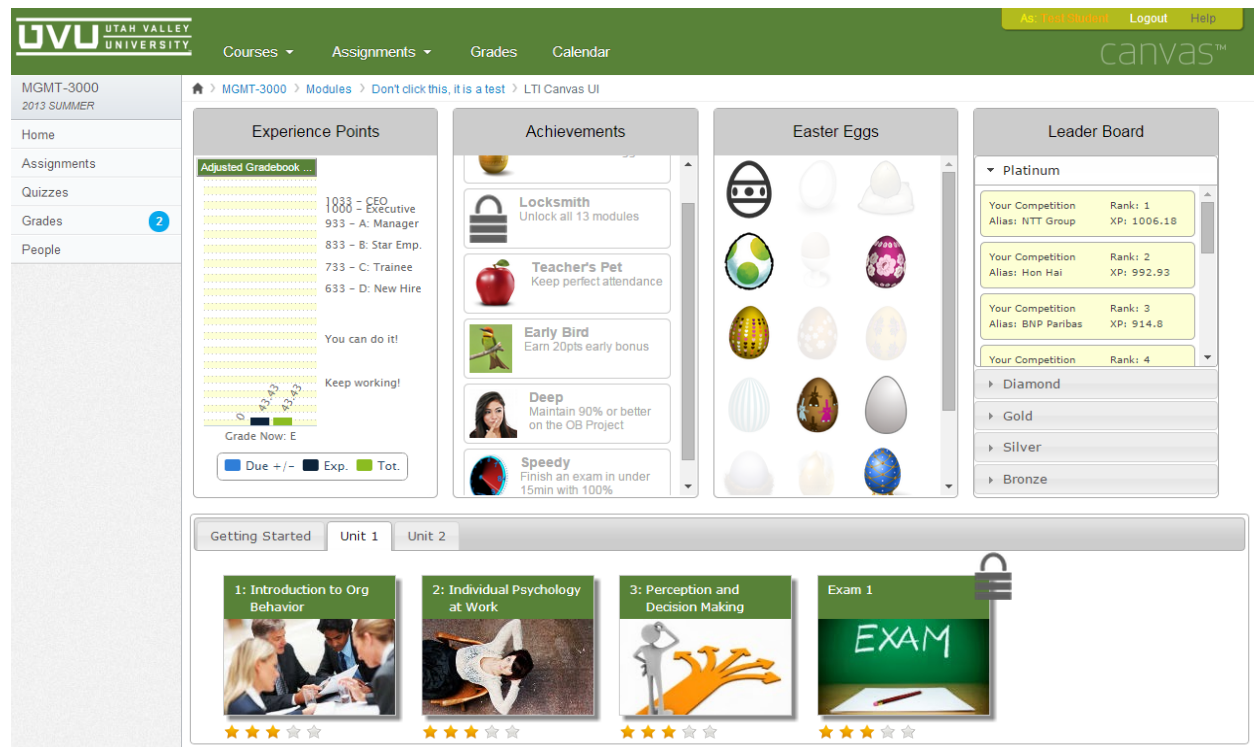 UVU UTAH VALLEY
UNIVERSITY
Courses
Assignments
Grades
Calendar
As: Test Student Logout Help
canvas™
MGMT-3000
2013 SUMMER
Home
Assignments
Quizzes
Grades 2
People
MGMT-3000 > Modules > Don't click this, it is a test > LTI Canvas UI
Experience Points
Adjusted Gradebook ...
1033 - CEO
1000 - Executive
933 - A: Manager
833 - B: Star Emp.
733 - C: Trainee
633 - D: New Hire
You can do it!
Keep working!
0 43.43 43.43
Grade Now: E
Due +/- Exp. Tot.
Achievements
Locksmith
Unlock all 13 modules
Teacher's Pet
Keep perfect attendance
Early Bird
Earn 20pts early bonus
Deep
Maintain 90% or better
on the OB Project
Speedy
Finish an exam in under
15min with 100%
Easter Eggs
Leader Board
Platinum
Your Competition Rank: 1
Alias: NTT Group XP: 1006.18
Your Competition Rank: 2
Alias: Hon Hai XP: 992.93
Your Competition Rank: 3
Alias: BNP Paribas XP: 914.8
Your Competition Rank: 4
Diamond
Gold
Silver
Bronze
Getting Started Unit 1 Unit 2
1: Introduction to Org
Behavior
2: Individual Psychology
at Work
3: Perception and
Decision Making
Exam 1
EXAM